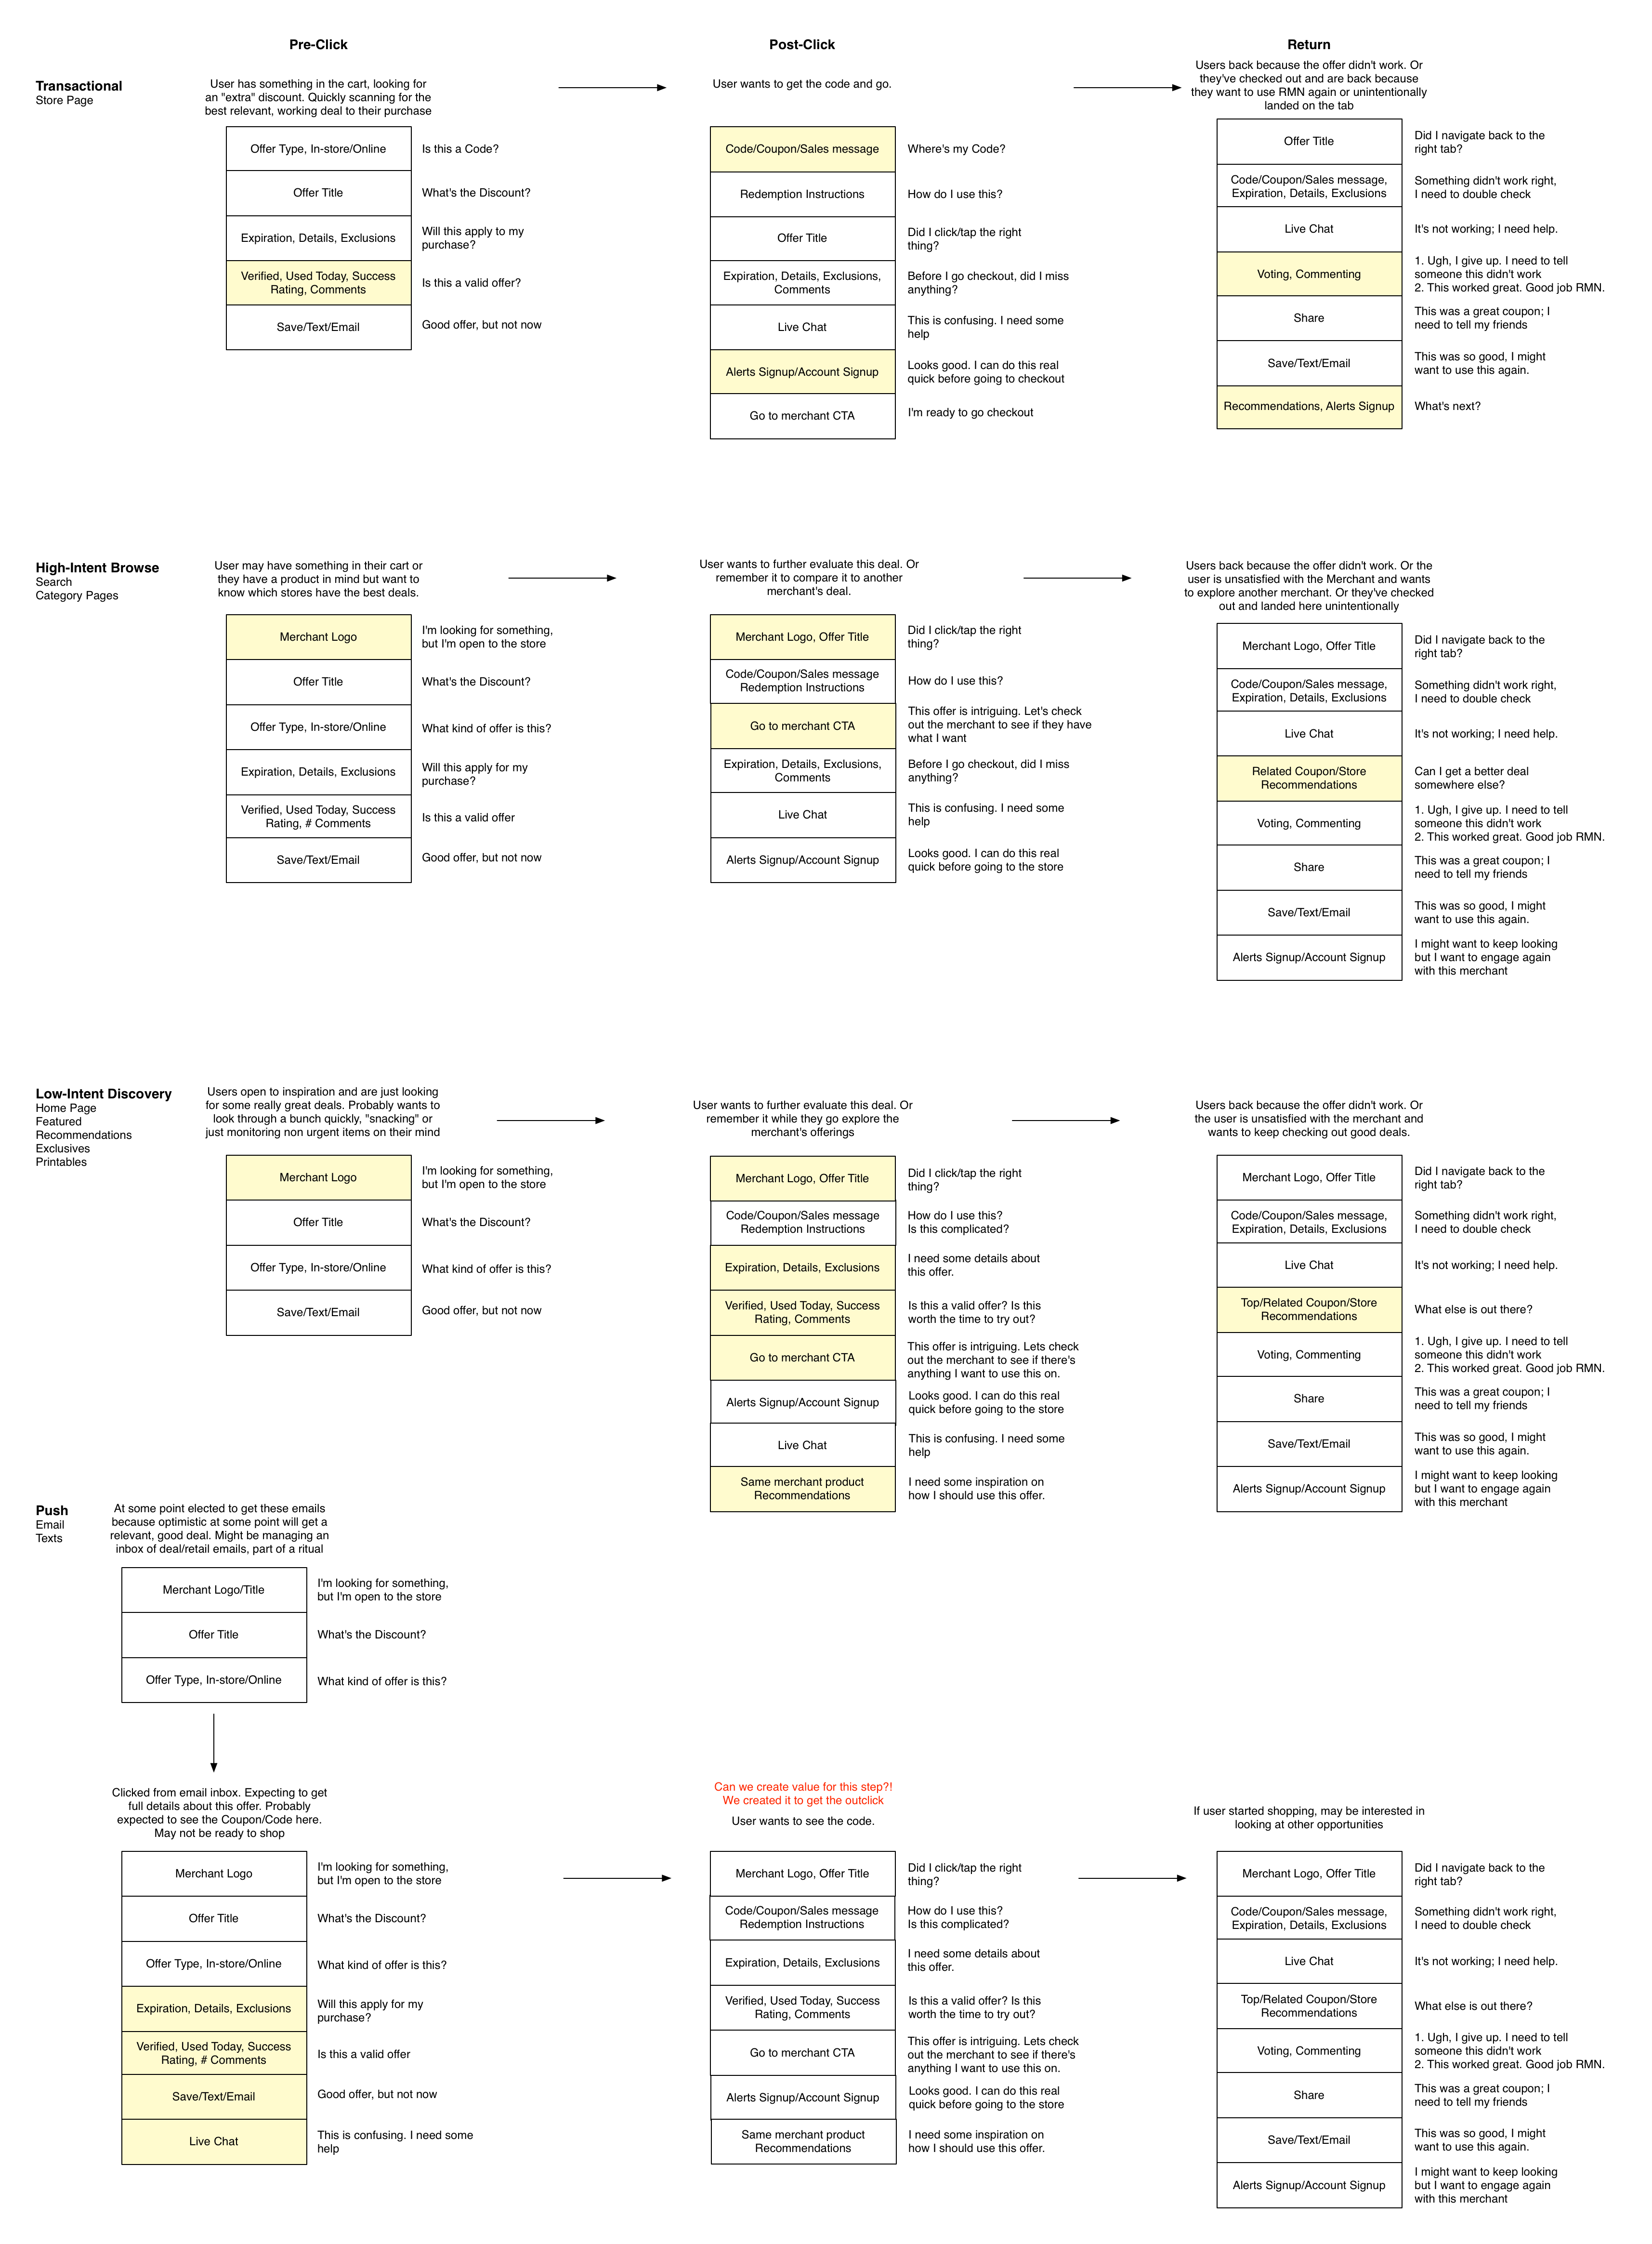 Pre-Click
Post-Click
Return
Transactional
Store Page
User has something in the cart, looking for
an "extra" discount. Quickly scanning for the
best relevant, working deal to their purchase
Offer Type, In-store/Online
Is this a Code?
Offer Title
What's the Discount?
Expiration, Details, Exclusions
Will this apply to my
purchase?
Verified, Used Today, Success
Rating, Comments
Is this a valid offer?
Save/Text/Email
Good offer, but not now
User wants to get the code and go.
Code/Coupon/Sales message
Where's my Code?
Redemption Instructions
How do I use this?
Offer Title
Did I click/tap the right
thing?
Expiration, Details, Exclusions,
Comments
Before I go checkout, did I miss
anything?
Live Chat
This is confusing. I need some
help
Alerts Signup/Account Signup
Looks good. I can do this real
quick before going to checkout
Go to merchant CTA
I'm ready to go checkout
Users back because the offer didn't work. Or
they've checked out and are back because
they want to use RMN again or unintentionally
landed on the tab
Offer Title
Did I navigate back to the
right tab?
Code/Coupon/Sales message,
Expiration, Details, Exclusions
Something didn't work right,
I need to double check
Live Chat
It's not working; I need help.
Voting, Commenting
1. Ugh, I give up. I need to tell
someone this didn't work
2. This worked great. Good job RMN.
Share
This was a great coupon; I
need to tell my friends
Save/Text/Email
This was so good, I might
want to use this again.
Recommendations, Alerts Signup
What's next?
High-Intent Browse
Search
Category Pages
User may have something in their cart or
they have a product in mind but want to
know which stores have the best deals.
Merchant Logo
I'm looking for something,
but I'm open to the store
Offer Title
What's the Discount?
Offer Type, In-store/Online
What kind of offer is this?
Expiration, Details, Exclusions
Will this apply for my
purchase?
Verified, Used Today, Success
Rating, # Comments
Is this a valid offer
Save/Text/Email
Good offer, but not now
User wants to further evaluate this deal. Or
remember it to compare it to another
merchant's deal.
Merchant Logo, Offer Title
Did I click/tap the right
thing?
Code/Coupon/Sales message
Redemption Instructions
How do I use this?
Go to merchant CTA
This offer is intriguing. Let's check
out the merchant to see if they have
what I want
Expiration, Details, Exclusions,
Comments
Before I go checkout, did I miss
anything?
Live Chat
This is confusing. I need some
help
Alerts Signup/Account Signup
Looks good. I can do this real
quick before going to the store
Users back because the offer didn't work. Or the
user is unsatisfied with the Merchant and wants
to explore another merchant. Or they've checked
out and landed here unintentionally
Merchant Logo, Offer Title
Did I navigate back to the
right tab?
Code/Coupon/Sales message,
Expiration, Details, Exclusions
Something didn't work right,
I need to double check
Live Chat
It's not working; I need help.
Related Coupon/Store
Recommendations
Can I get a better deal
somewhere else?
Voting, Commenting
1. Ugh, I give up. I need to tell
someone this didn't work
2. This worked great. Good job RMN.
Share
This was a great coupon; I
need to tell my friends
Save/Text/Email
This was so good, I might
want to use this again.
Alerts Signup/Account Signup
I might want to keep looking
but I want to engage again
with this merchant
Low-Intent Discovery
Home Page
Featured
Recommendations
Exclusives
Printables
Users open to inspiration and are just looking
for some really great deals. Probably wants to
look through a bunch quickly, "snacking" or
just monitoring non urgent items on their mind
Merchant Logo
I'm looking for something,
but I'm open to the store
Offer Title
What's the Discount?
Offer Type, In-store/Online
What kind of offer is this?
Save/Text/Email
Good offer, but not now
User wants to further evaluate this deal. Or
remember it while they go explore the
merchant's offerings
Merchant Logo, Offer Title
Did I click/tap the right
thing?
Code/Coupon/Sales message
Redemption Instructions
How do I use this?
Is this complicated?
Expiration, Details, Exclusions
I need some details about
this offer.
Verified, Used Today, Success
Rating, Comments
Is this a valid offer? Is this
worth the time to try out?
Go to merchant CTA
This offer is intriguing. Lets check
out the merchant to see if there's
anything I want to use this on.
Alerts Signup/Account Signup
Looks good. I can do this real
quick before going to the store
Live Chat
This is confusing. I need some
help
Same merchant product
Recommendations
I need some inspiration on
how I should use this offer.
Users back because the offer didn't work. Or
the user is unsatisfied with the merchant and
wants to keep checking out good deals.
Merchant Logo, Offer Title
Did I navigate back to the
right tab?
Code/Coupon/Sales message,
Expiration, Details, Exclusions
Something didn't work right,
I need to double check
Live Chat
It's not working; I need help.
Top/Related Coupon/Store
Recommendations
What else is out there?
Voting, Commenting
1. Ugh, I give up. I need to tell
someone this didn't work
2. This worked great. Good job RMN.
Share
This was a great coupon; I
need to tell my friends
Save/Text/Email
This was so good, I might
want to use this again.
Alerts Signup/Account Signup
I might want to keep looking
but I want to engage again
with this merchant
Push
Email
Texts
At some point elected to get these emails
because optimistic at some point will get a
relevant, good deal. Might be managing an
inbox of deal/retail emails, part of a ritual
Merchant Logo/Title
I'm looking for something,
but I'm open to the store
Offer Title
What's the Discount?
Offer Type, In-store/Online
What kind of offer is this?
Clicked from email inbox. Expecting to get
full details about this offer. Probably
expected to see the Coupon/Code here.
May not be ready to shop
Merchant Logo
I'm looking for something,
but I'm open to the store
Offer Title
What's the Discount?
Offer Type, In-store/Online
What kind of offer is this?
Expiration, Details, Exclusions
Will this apply for my
purchase?
Verified, Used Today, Success
Rating, # Comments
Is this a valid offer
Save/Text/Email
Good offer, but not now
Live Chat
This is confusing. I need some
help
Can we create value for this step?!
We created it to get the outclick
User wants to see the code.
Merchant Logo, Offer Title
Did I click/tap the right
thing?
Code/Coupon/Sales message
Redemption Instructions
How do I use this?
Is this complicated?
Expiration, Details, Exclusions
I need some details about
this offer.
Verified, Used Today, Success
Rating, Comments
Is this a valid offer? Is this
worth the time to try out?
Go to merchant CTA
This offer is intriguing. Lets check
out the merchant to see if there's
anything I want to use this on.
Alerts Signup/Account Signup
Looks good. I can do this real
quick before going to the store
Same merchant product
Recommendations
I need some inspiration on
how I should use this offer.
If user started shopping, may be interested in
looking at other opportunities
Merchant Logo, Offer Title
Did I navigate back to the
right tab?
Code/Coupon/Sales message,
Expiration, Details, Exclusions
Something didn't work right,
I need to double check
Live Chat
It's not working; I need help.
Top/Related Coupon/Store
Recommendations
What else is out there?
Voting, Commenting
1. Ugh, I give up. I need to tell
someone this didn't work
2. This worked great. Good job RMN.
Share
This was a great coupon; I
need to tell my friends
Save/Text/Email
This was so good, I might
want to use this again.
Alerts Signup/Account Signup
I might want to keep looking
but I want to engage again
with this merchant